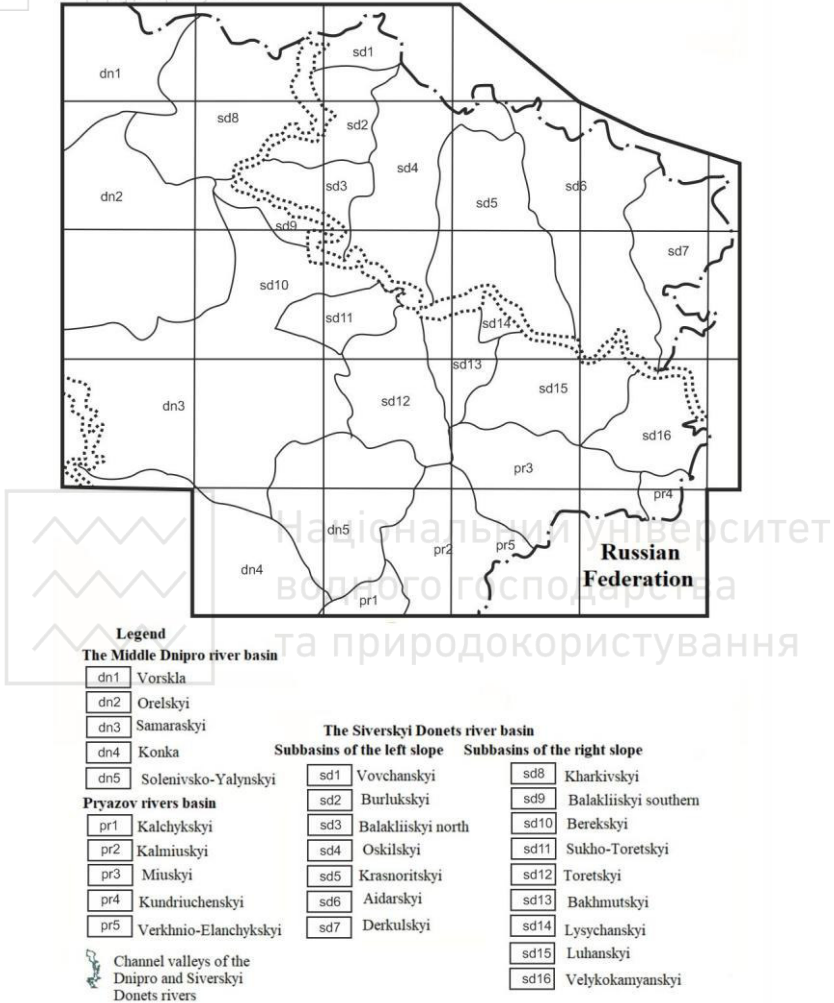 sd1
dn1
sd8
sd2
sd4
sd3
sd6
dn2
sd5
sd9
sd7
sd10
sd11
sd14
sd13
sd15
dn3
sd12
sd16
pr3
pr4
Національний університет
dn5
pr2
pr5
Russian
Federation
dn4
водного господарства
pr1
та природокористування
Legend
The Middle Dnipro river basin
dn1 Vorskla
dn2 Orelskyi
dn3 Samaraskyi
dn4 Konka
dn5 Solenivsko-Yalynskyi
Pryazov rivers basin
pr1 Kalchykskyi
pr2 Kalmiuskyi
pr3 Miuskyi
pr4 Kundriuchenskyi
pr5 Verkhnio-Elanchykskyi
Channel valleys of the
Dnipro and Siverskyi
Donets rivers
The Siverskyi Donets river basin
Subbasins of the left slope
sd1 Vovchanskyi
sd2 Burlukskyi
sd3 Balakliiskyi north
sd4 Oskilskyi
sd5 Krasnoritskyi
sd6 Aidarskyi
sd7 Derkulskyi
Subbasins of the right slope
sd8 Kharkivskyi
sd9 Balakliiskyi southern
sd10 Berekskyi
sd11 Sukho-Toretskyi
sd12 Toretskyi
sd13 Bakhmutskyi
sd14 Lysychanskyi
sd15 Luhanskyi
sd16 Velykokamyanskyi